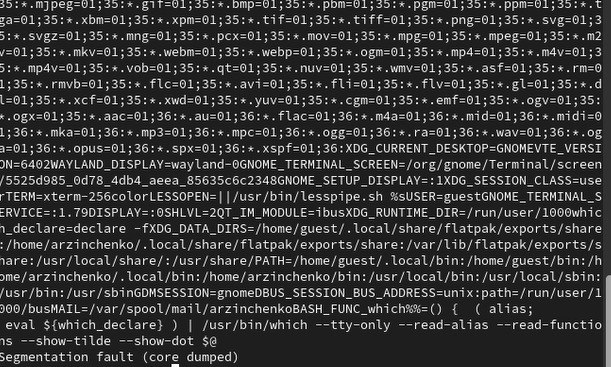 35:*.mjpeg=01;35:*.gif=01;35:*.bmp=01;35:*.pbm=01;35:*.pgm=01;35:*.ppm=01;35:*.t
ga=01;35:*.xbm=01;35:*.xpm=01;35:*.tif=01;35:*.tiff=01;35:*.png=01;35:*.svg=01;3
5:*.svgz=01;35:*.mng=01;35:*.pcx=01;35:*.mov=01;35:*.mpg=01;35:*.mpeg=01;35:*.m2
v=01;35:*.mkv=01;35:*.webm=01;35:*.webp=01;35:*.ogm=01;35:*.mp4=01;35:*.m4v=01;3
5:*.mp4v=01;35:*.vob=01;35:*.qt=01;35:*.nuv=01;35:*.wmv=01;35:*.asf=01;35:*.rm=0
1;35:*.rmvb=01;35:*.flc=01;35:*.avi=01;35:*.fli=01;35:*.flv=01;35:*.gl=01;35:*.d
l=01;35:*.xcf=01;35:*.xwd=01;35:*.yuv=01;35:*.cgm=01;35:*.emf=01;35:*.ogv=01;35:
*.ogx=01;35:*.aac=01;36:*.au=01;36:*.flac=01;36:*.m4a=01;36:*.mid=01;36:*.midi=0
1;36:*.mka=01;36:*.mp3=01;36:*.mpc=01;36:*.ogg=01;36:*.ra=01;36:*.wav=01;36:*.og
a=01;36:*.opus=01;36:*.spx=01;36:*.xspf=01;36:XDG_CURRENT_DESKTOP=GNOMEVTE_VERSI
ON=6402WAYLAND_DISPLAY=wayland-0GNOME_TERMINAL_SCREEN=/org/gnome/Terminal/screen
/5525d985_0d78_4db4_aeea_85635c6c2348GNOME_SETUP_DISPLAY=:1XDG_SESSION_CLASS=use
rTERM=xterm-256colorLESSOPEN=||/usr/bin/lesspipe.sh %sUSER=guestGNOME_TERMINAL_S
ERVICE=:1.79DISPLAY=:0SHLVL=2QT_IM_MODULE=ibusXDG_RUNTIME_DIR=/run/user/1000whic
h_declare=declare -fXDG_DATA_DIRS=/home/guest/.local/share/flatpak/exports/share
:/home/arzinchenko/.local/share/flatpak/exports/share:/var/lib/flatpak/exports/s
hare:/usr/local/share/:/usr/share/PATH=/home/guest/.local/bin:/home/guest/bin:/h
ome/arzinchenko/.local/bin:/home/arzinchenko/bin:/usr/local/bin:/usr/local/sbin:
/usr/bin:/usr/sbinGDMSESSION=gnomeDBUS_SESSION_BUS_ADDRESS=unix:path=/run/user/1
000/busMAIL=/var/spool/mail/arzinchenkoBASH_FUNC_which%%=() {  ( alias;
 eval ${which_declare} ) | /usr/bin/which --tty-only --read-alias --read-functio
ns --show-tilde --show-dot $@
Segmentation fault (core dumped)